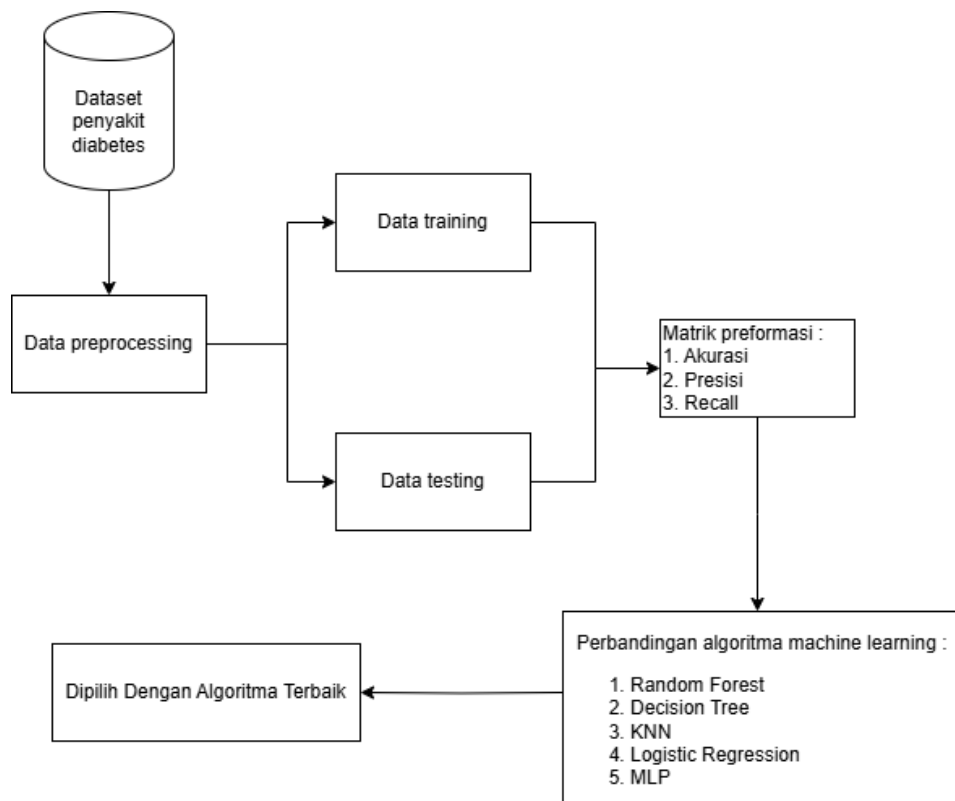 Dataset
penyakit
diabetes
Data preprocessing
Data training
Data testing
Matrik preformasi :
1. Akurasi
2. Presisi
3. Recall
Perbandingan algoritma machine learning :
1. Random Forest
2. Decision Tree
3. KNN
4. Logistic Regression
5. MLP
Dipilih Dengan Algoritma Terbaik